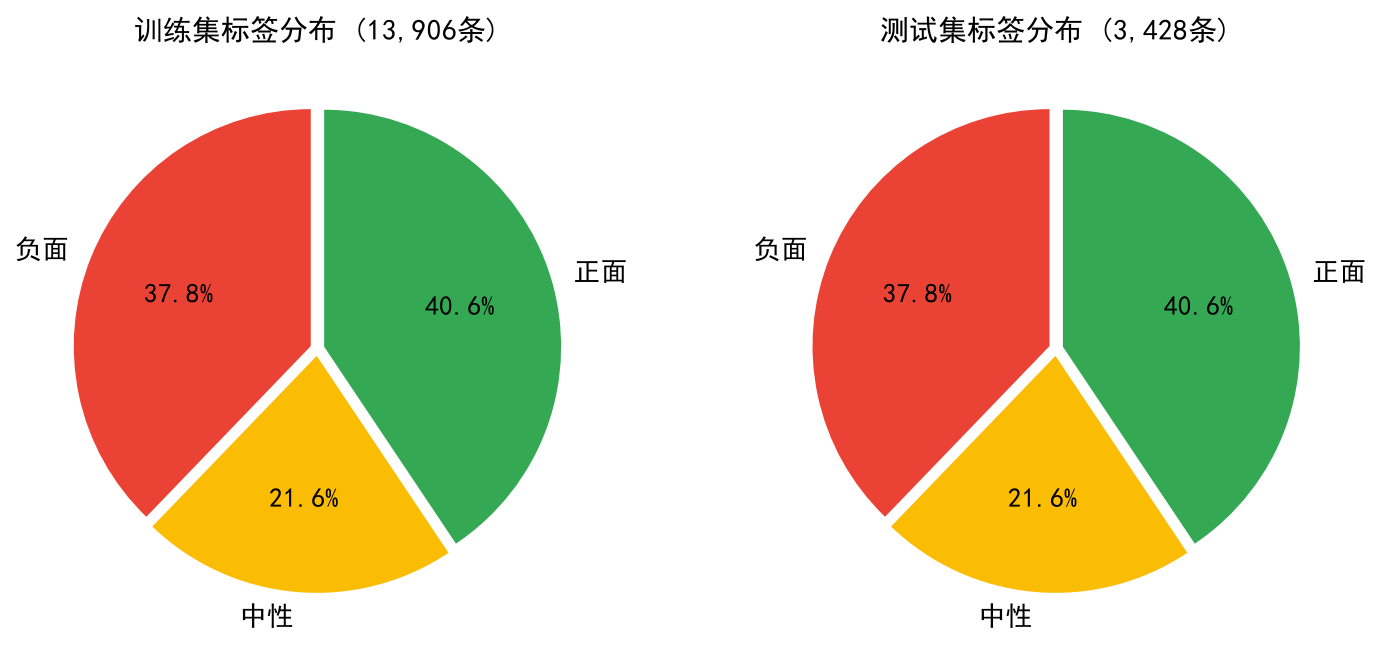 训练集标签分布 (13,906条)
负面
37.8%
40.6%
正面
21.6%
中性
测试集标签分布 (3,428条)
负面
37.8%
40.6%
正面
21.6%
中性